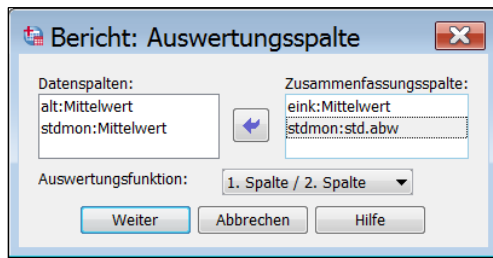 Bericht: Auswertungsspalte
Datenspalten:
alt:Mittelwert
stdmon:Mittelwert
Zusammenfassungsspalte:
eink:Mittelwert
stdmon:std.abw
Auswertungsfunktion:
1. Spalte / 2. Spalte
Weiter
Abbrechen
Hilfe